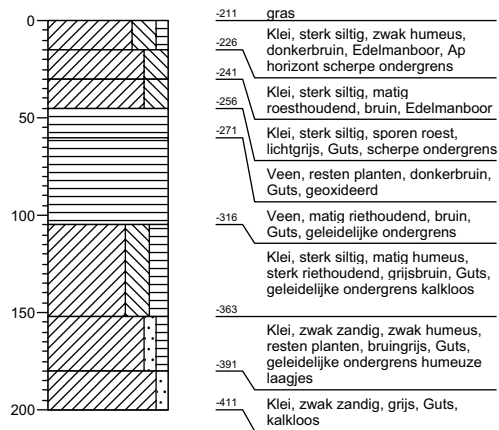 0
50
100
150
200
-211
gras
-226
Klei, sterk siltig, zwak humeus,
donkerbruin, Edelmanboor, Ap
horizont scherpe ondergrens
-241
Klei, sterk siltig, matig
roesthoudend, bruin, Edelmanboor
-256
Klei, sterk siltig, sporen roest,
lichtgrijs, Guts, scherpe ondergrens
-271
Veen, resten planten, donkerbruin,
Guts, geoxideerd
Veen, matig riethoudend, bruin,
Guts, geleidelijke ondergrens
-316
Klei, sterk siltig, matig humeus,
sterk riethoudend, grijsbruin, Guts,
geleidelijke ondergrens kalkloos
-363
Klei, zwak zandig, zwak humeus,
resten planten, bruingrijs, Guts,
geleidelijke ondergrens humeuze
laagjes
-391
Klei, zwak zandig, grijs, Guts,
kalkloos
-411